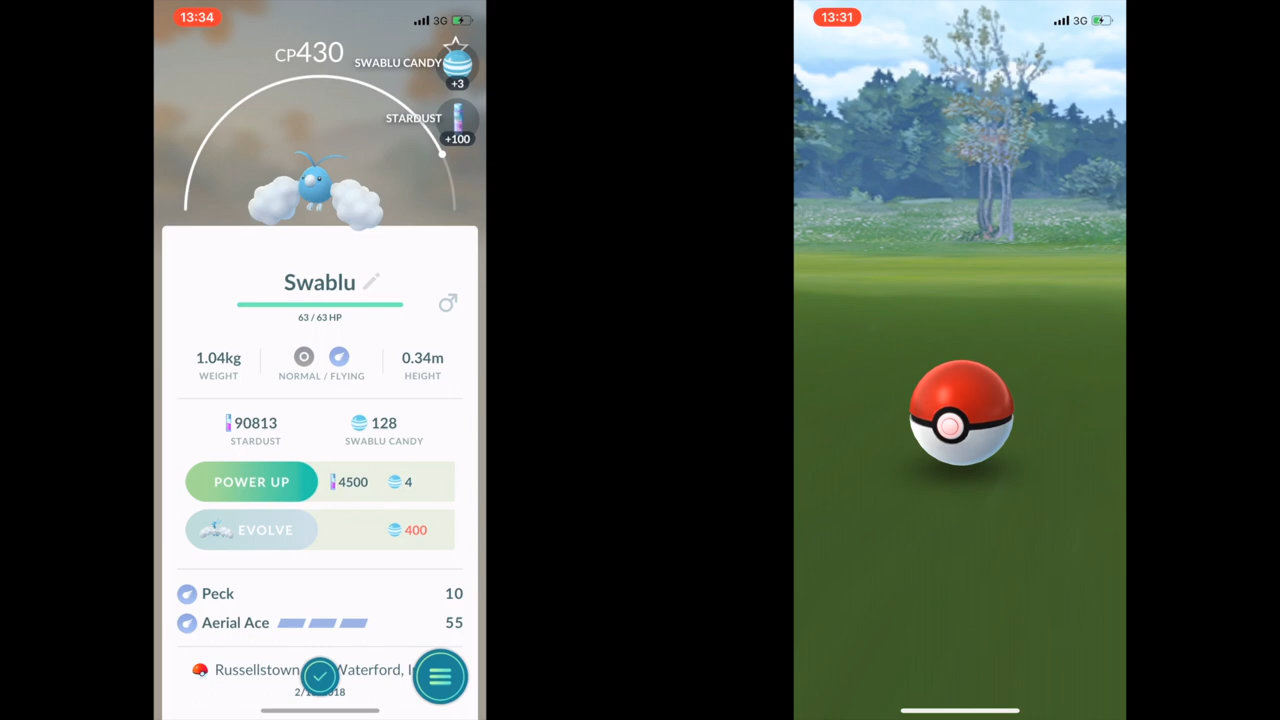 13:34
3G
CP430
SWABLU CANDY
+3
STARDUST
+100
Swablu
63 / 63 HP
1.04kg
WEIGHT
NORMAL / FLYING
0.34m
HEIGHT
90813
STARDUST
128
SWABLU CANDY
POWER UP 4500 4
EVOLVE 400
Peck 10
Aerial Ace 55
Russellstown Waterford,
13:31
3G